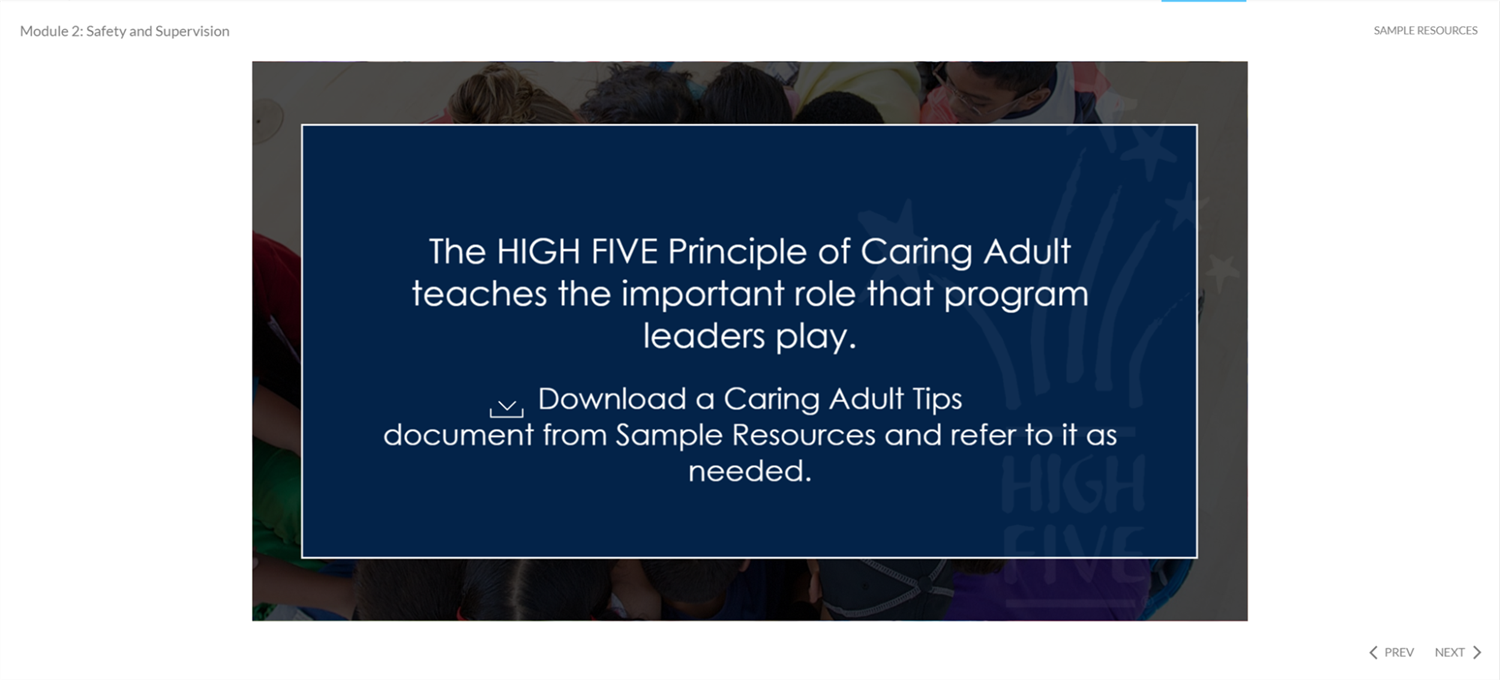 Module 2: Safety and Supervision
SAMPLE RESOURCES
The HIGH FIVE Principle of Caring Adult
teaches the important role that program
leaders play.
Download a Caring Adult Tips
document from Sample Resources and refer to it as
needed.
HIGH
FIVE
PREV
NEXT